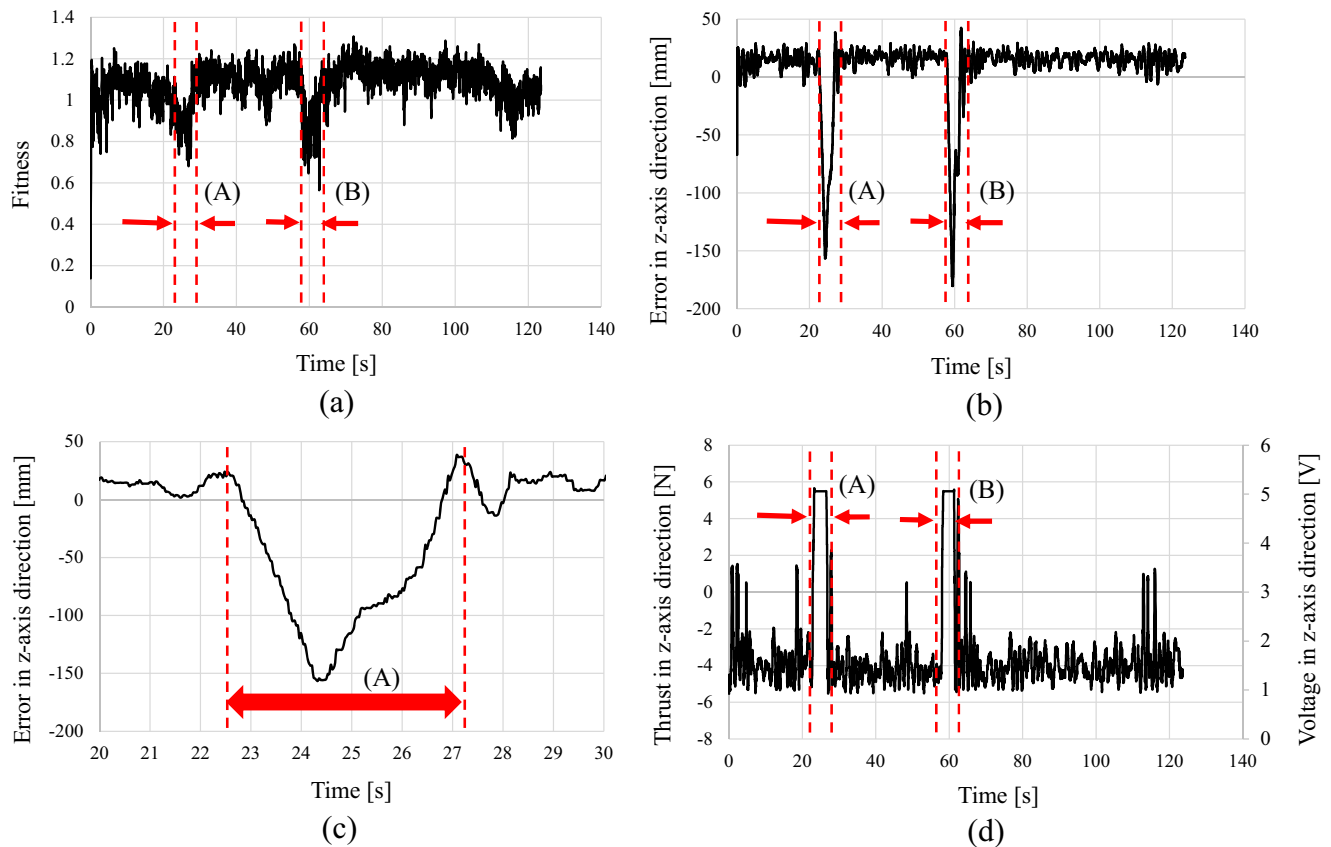 Fitness
1.4
1.2
1
0.8
0.6
0.4
0.2
0
(A)
(B)
0 20 40 60 80 100 120 140
Time [s]
(a)
Error in z-axis direction [mm]
50
0
-50
-100
-150
-200
(A)
(B)
0 20 40 60 80 100 120 140
Time [s]
(b)
Error in z-axis direction [mm]
50
0
-50
-100
-150
-200
(A)
20 21 22 23 24 25 26 27 28 29 30
Time [s]
(c)
Thrust in z-axis direction [N]
8
6
4
2
0
-2
-4
-6
-8
(A)
(B)
6
5
4
3
2
1
0
Voltage in z-axis direction [V]
0 20 40 60 80 100 120 140
Time [s]
(d)